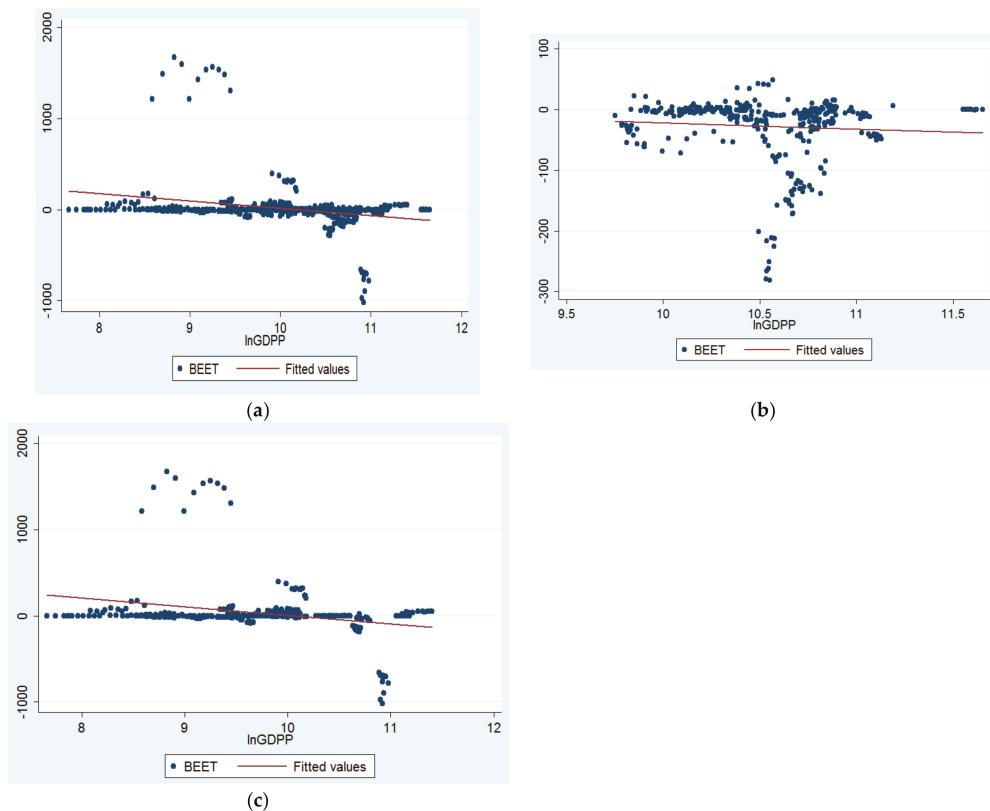 2000
1000
0
-1000
8 9 10 11 12
lnGDPP
BEET Fitted values
(a)
100
0
-100
-200
-300
9.5 10 10.5 11 11.5
lnGDPP
BEET Fitted values
(b)
2000
1000
0
-1000
8 9 10 11 12
lnGDPP
BEET Fitted values
(c)